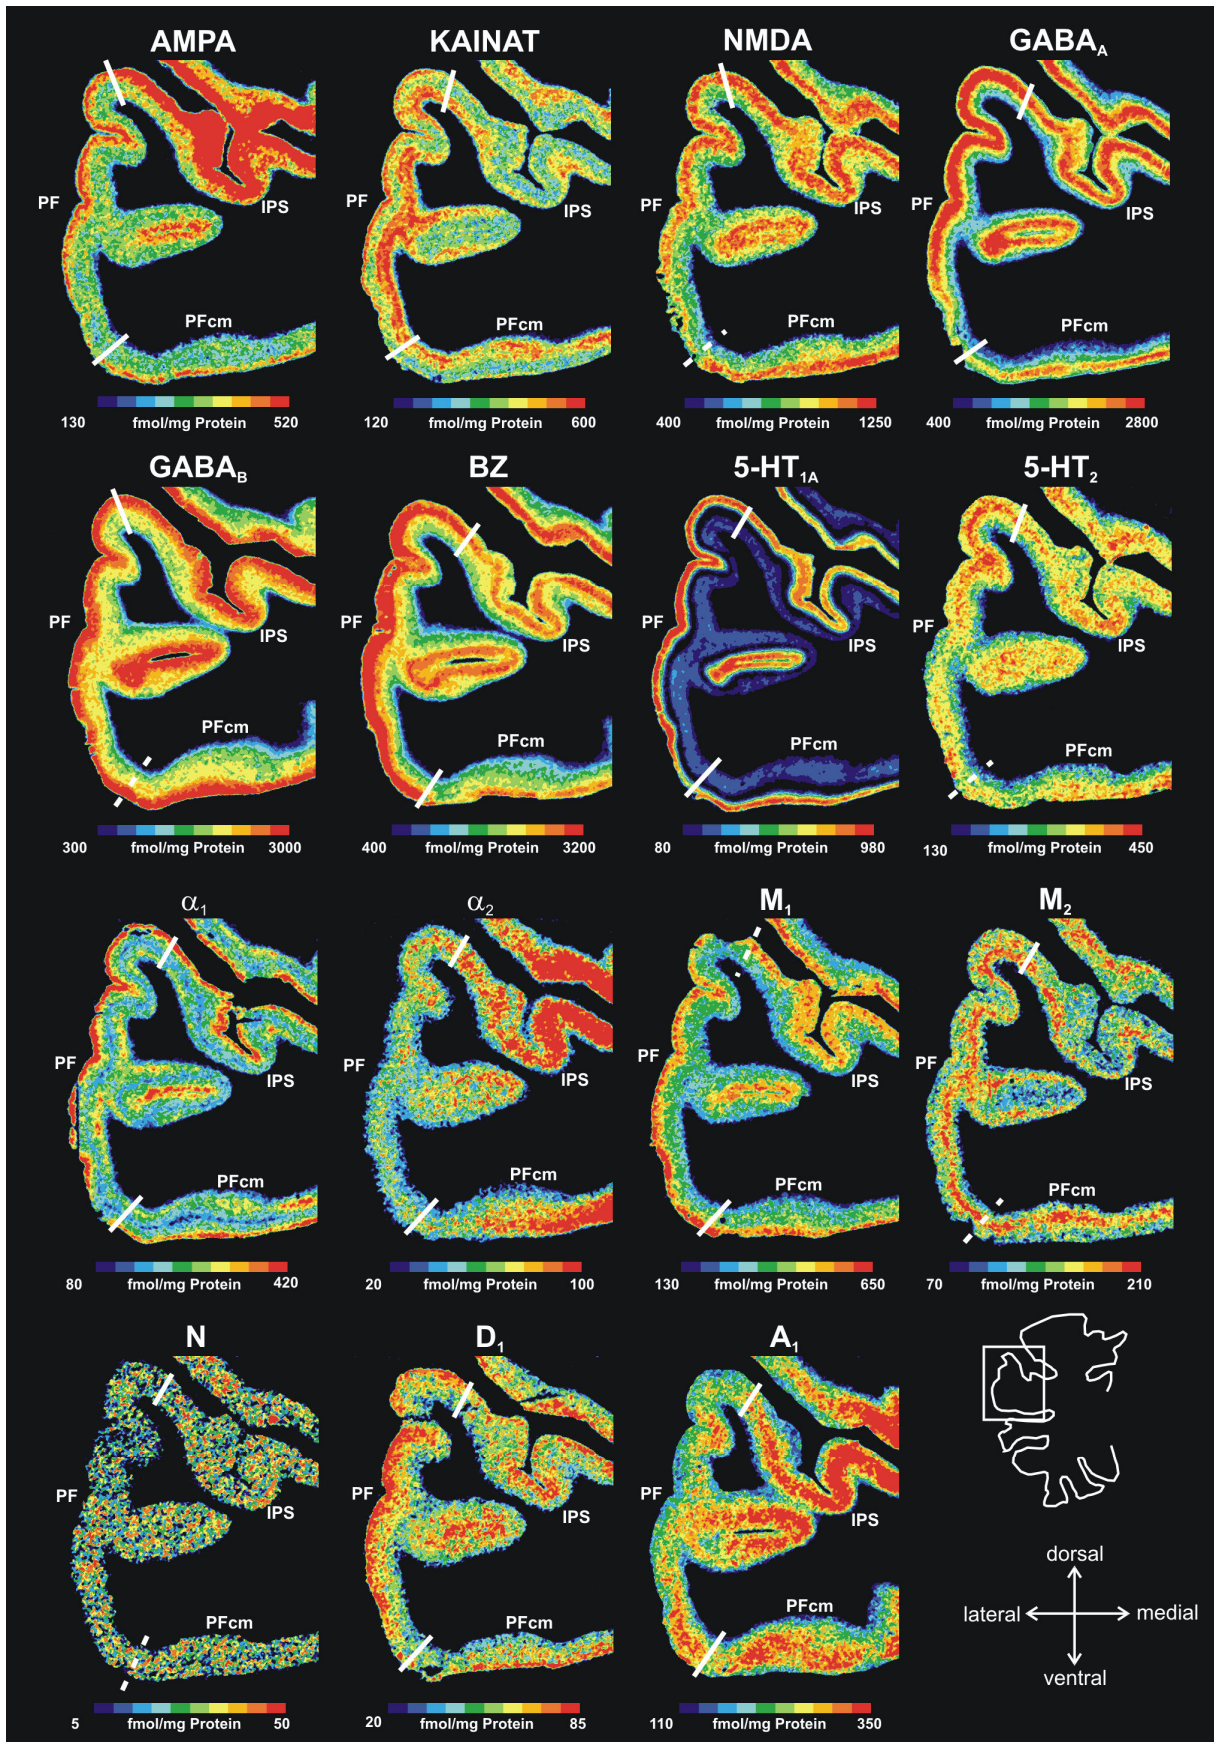 AMPA KAINAT NMDA GABAA
PF IPS PFcm
PF IPS PFcm
PF IPS PFcm
IPS PFcm
130 fmol/mg Protein 520
120 fmol/mg Protein 600
400 fmol/mg Protein 1250
400 fmol/mg Protein 2800
GABAB BZ 5-HT1A 5-HT2
PF IPS PFcm
PF IPS PFcm
PF IPS PFcm
PF IPS PFcm
300 fmol/mg Protein 3000
400 fmol/mg Protein 3200
80 fmol/mg Protein 980
130 fmol/mg Protein 450
α1 α2 M1 M2
PF IPS PFcm
PF IPS PFcm
PF IPS PFcm
PF IPS PFcm
80 fmol/mg Protein 420
20 fmol/mg Protein 100
130 fmol/mg Protein 650
70 fmol/mg Protein 210
N D1 A1
PF IPS PFcm
PF IPS PFcm
PF IPS PFcm
5 fmol/mg Protein 50
20 fmol/mg Protein 85
110 fmol/mg Protein 350
dorsal
lateral medial
ventral